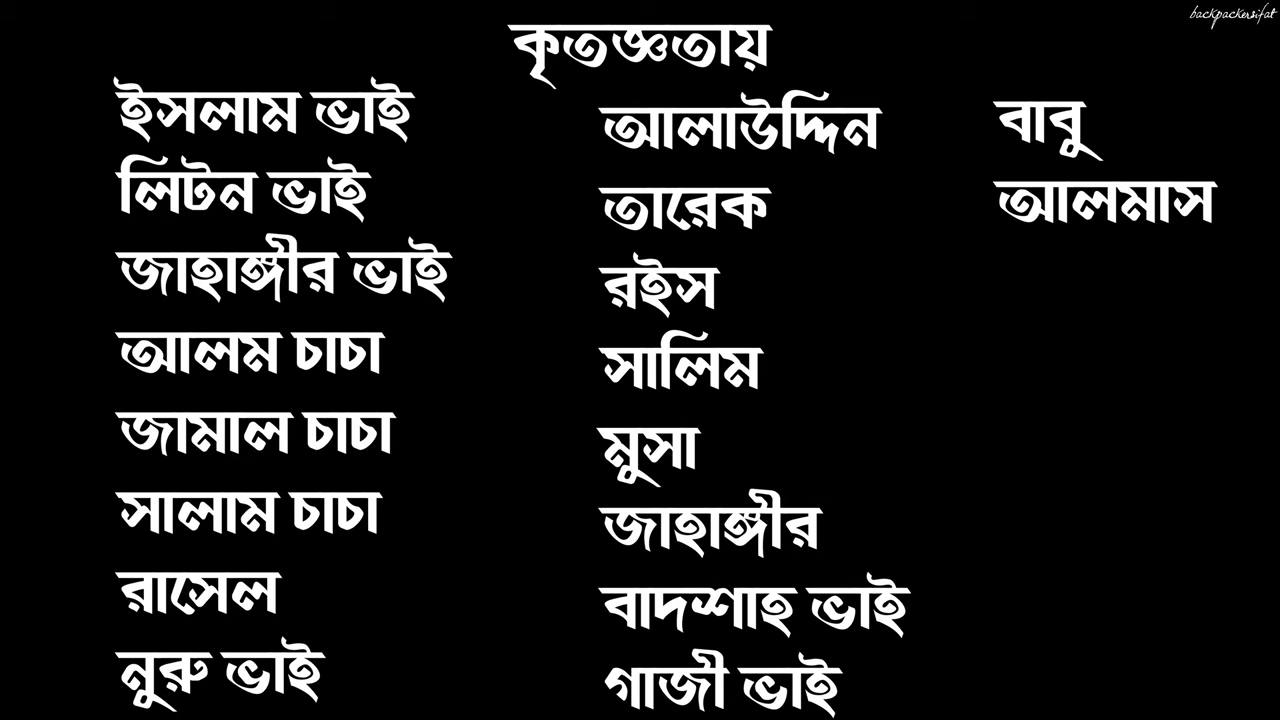 backpackersifat
কৃতজ্ঞতায়
ইসলাম ভাই
লিটন ভাই
জাহাঙ্গীর ভাই
আলম চাচা
জামাল চাচা
সালাম চাচা
রাসেল
নুরু ভাই
আলাউদ্দিন
তারেক
রইস
সালিম
মুসা
জাহাঙ্গীর
বাদশাহ ভাই
গাজী ভাই
বাবু
আলমাস